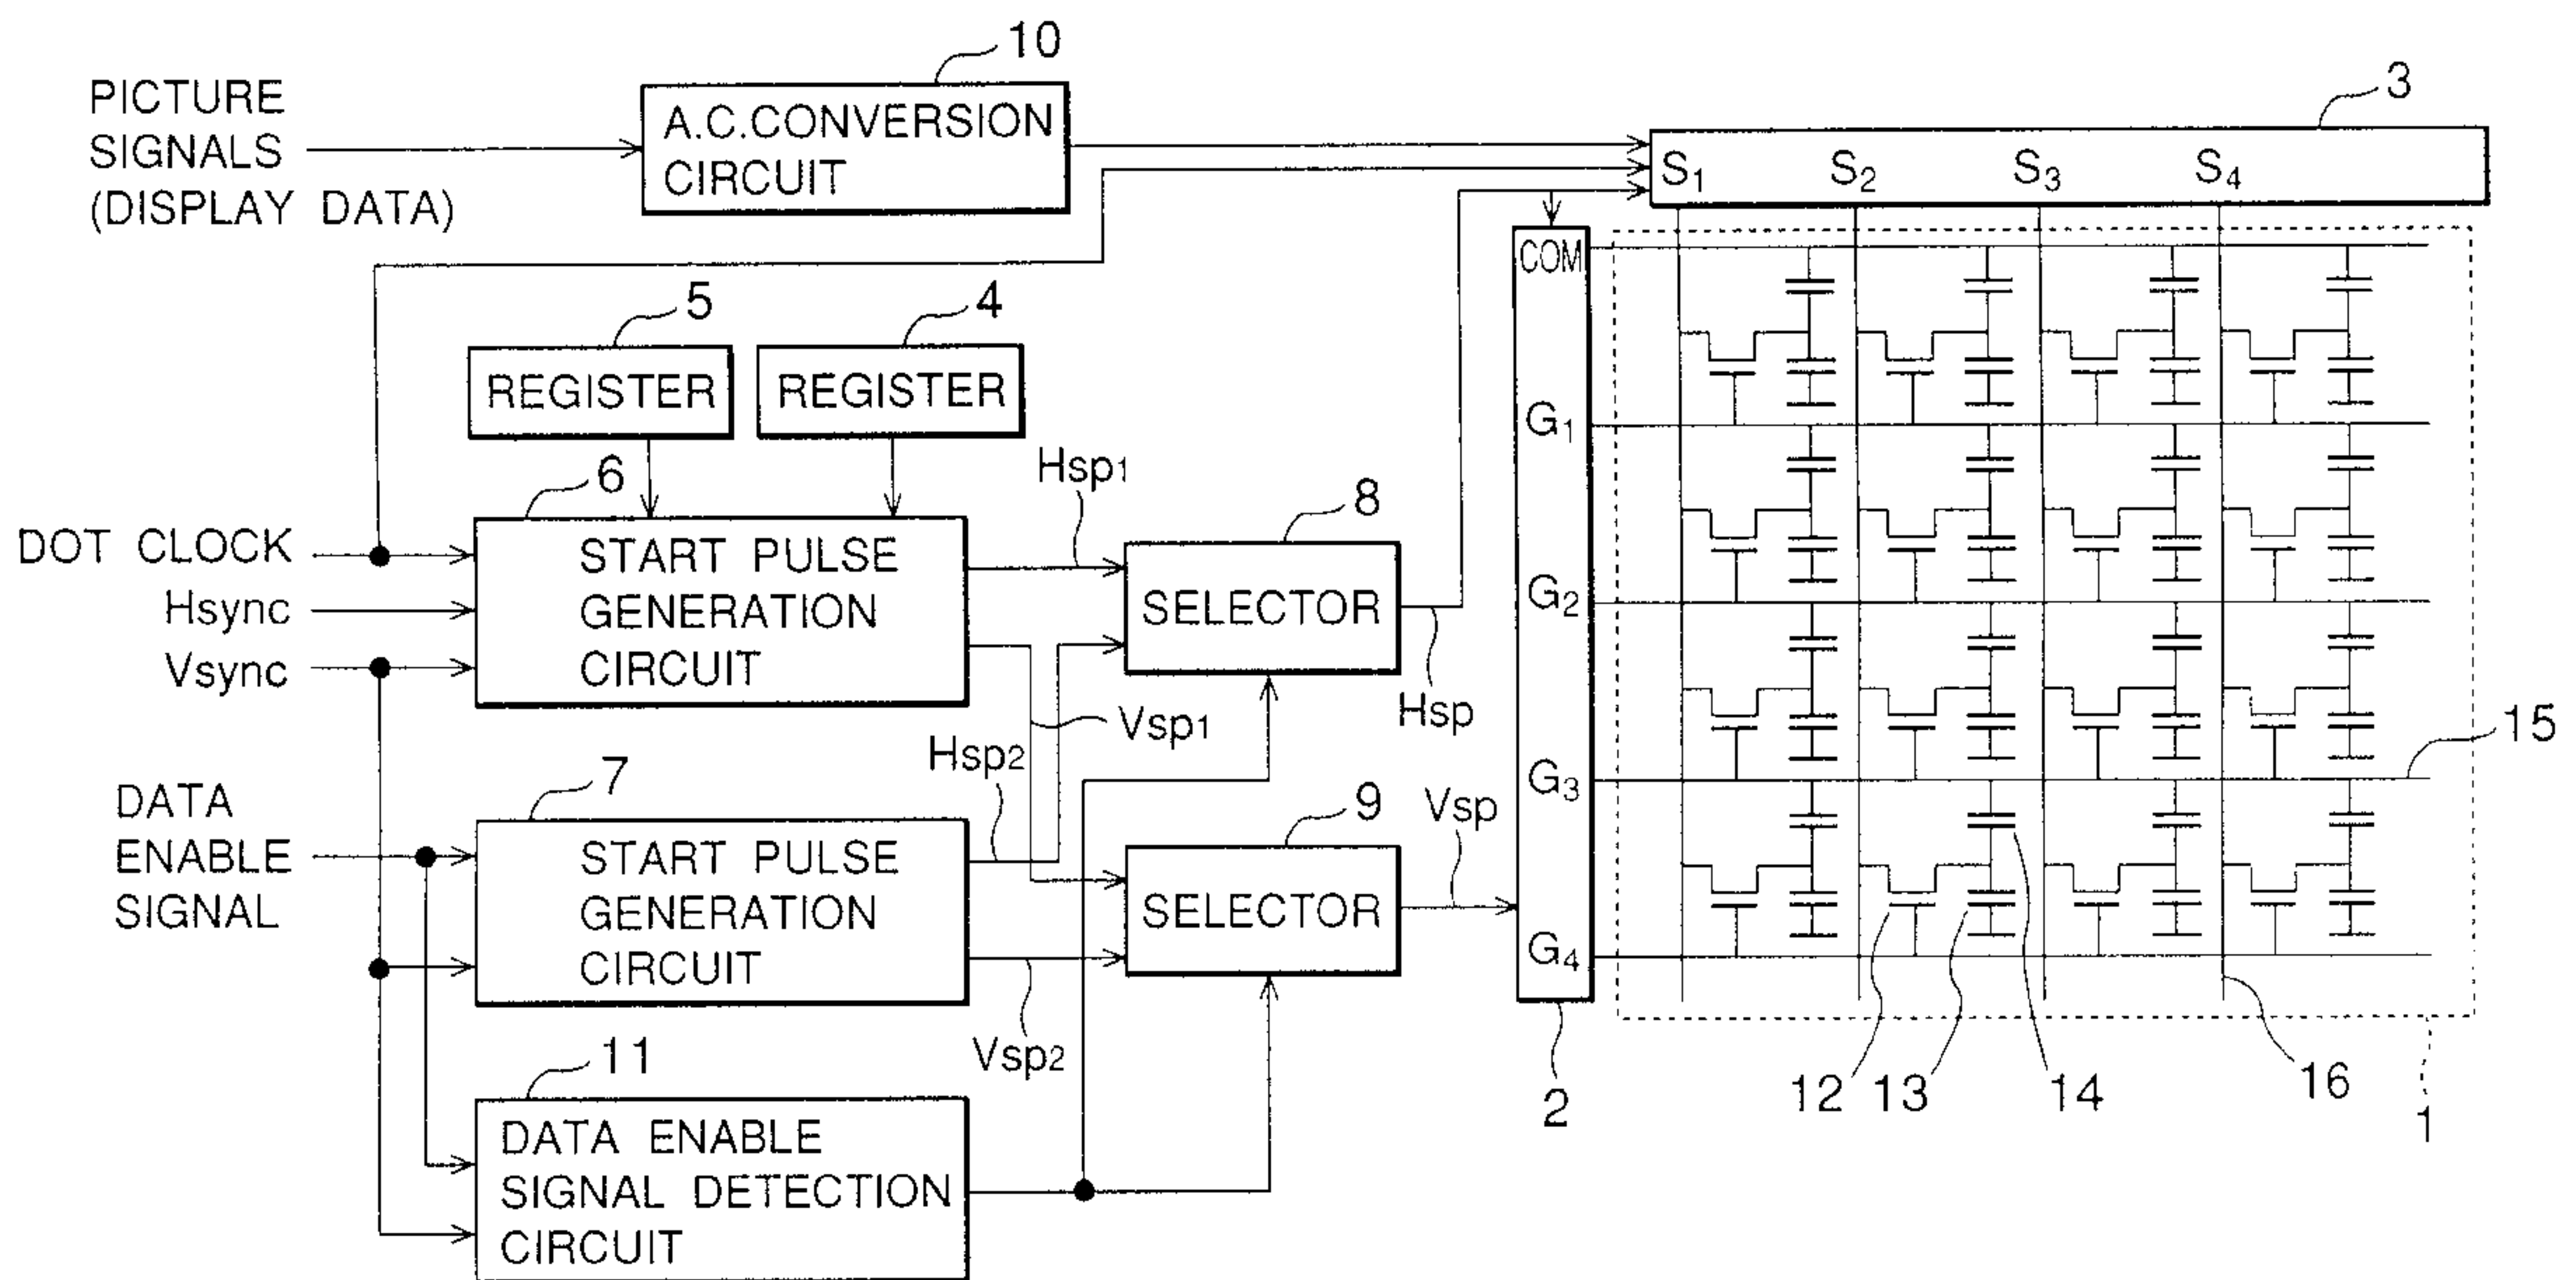 10
PICTURE
SIGNALS
(DISPLAY DATA)
A.C.CONVERSION
CIRCUIT
3
S1 S2 S3 S4
COM
5
4
REGISTER
REGISTER
G1
6
Hsp1
8
DOT CLOCK
Hsync
Vsync
START PULSE
GENERATION
CIRCUIT
SELECTOR
G2
Hsp
Vsp1
Hsp2
15
7
9
Vsp
G3
DATA
ENABLE
SIGNAL
START PULSE
GENERATION
CIRCUIT
SELECTOR
G4
Vsp2
11
2
12 13 14 16
1
DATA ENABLE
SIGNAL DETECTION
CIRCUIT